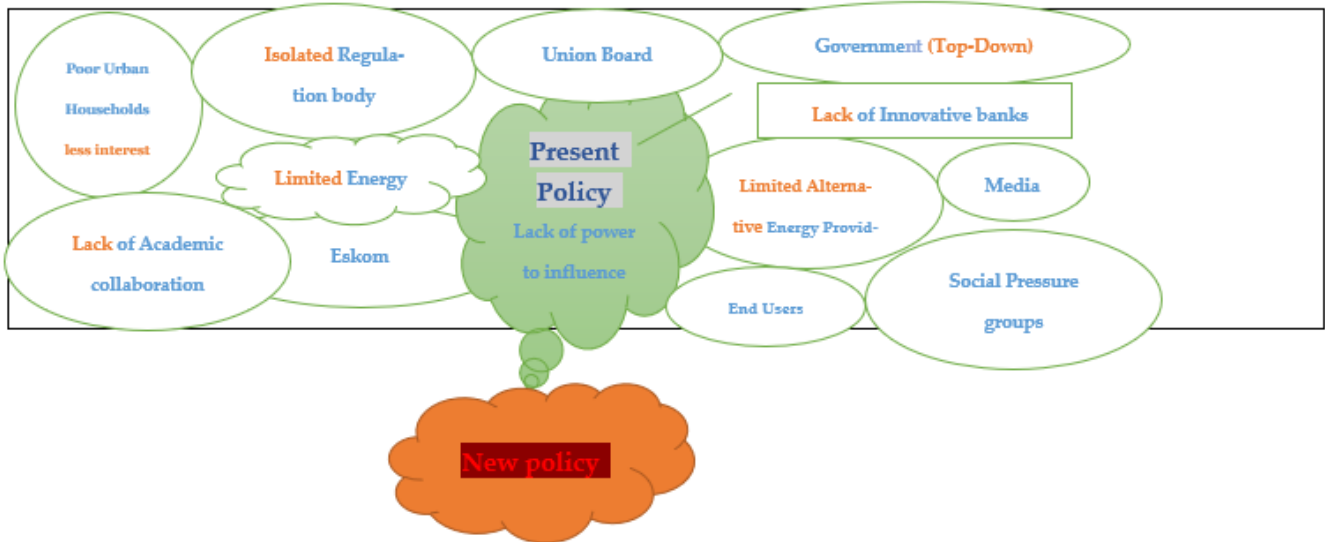 Poor Urban
Households
less interest
Isolated Regula-
tion body
Union Board
Government (Top-Down)
Lack of Innovative banks
Present
Policy
Lack of power
to influence
Limited Energy
Limited Alterna-
tive Energy Provid-
Media
Lack of Academic
collaboration
Eskom
End Users
Social Pressure
groups
New policy